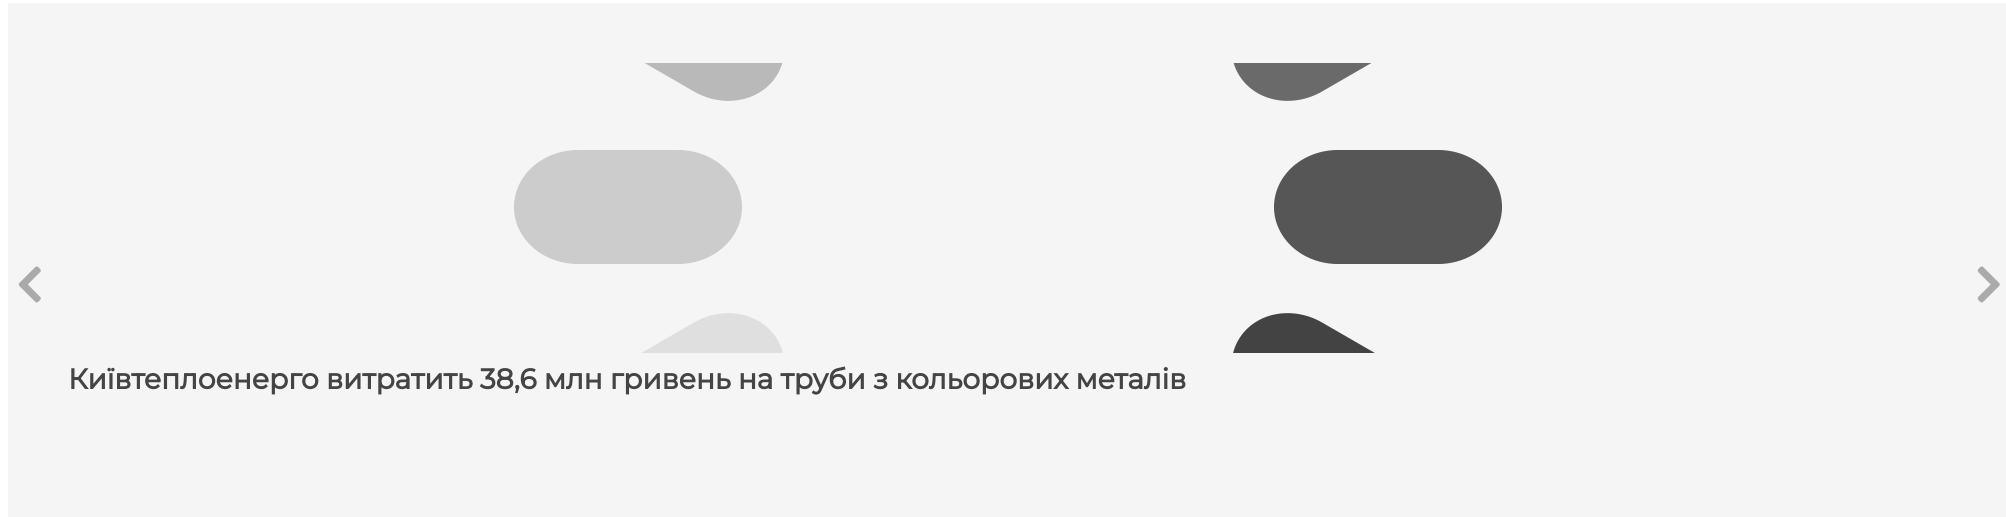 Київтеплоенерго витратить 38,6 млн гривень на труби з кольорових металів